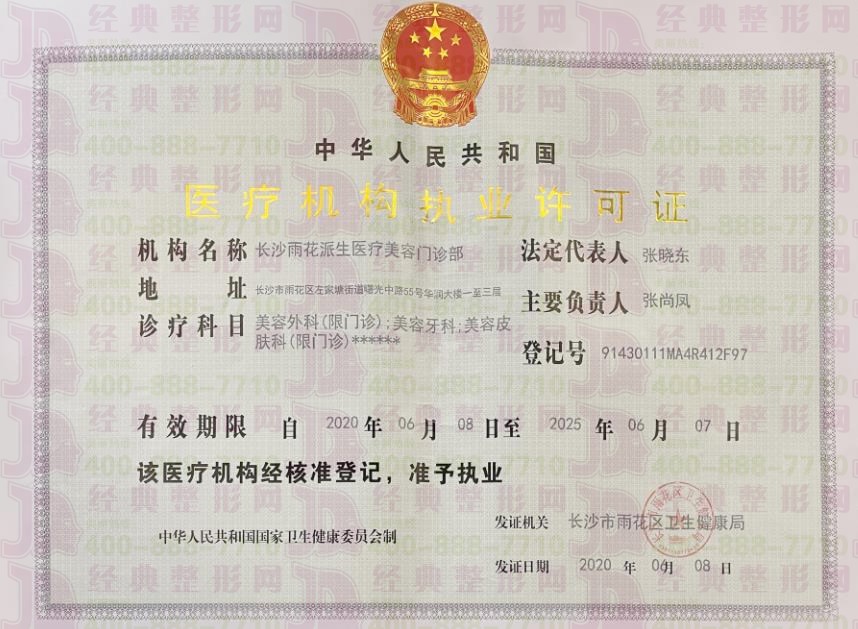 中华人民共和国
医疗机构执业许可证
机构名称 长沙雨花派生医疗美容门诊部
法定代表人 张晓东
地址 长沙市雨花区左家塘街道曙光中路55号华润大楼一至三层
主要负责人 张尚凤
诊疗科目 美容外科(限门诊);美容牙科;美容皮
肤科(限门诊)******
登记号 91430111MA4R412F97
有效期限 自 2020 年 06 月 08 日至 2025 年 06 月 07 日
该医疗机构经核准登记，准予执业
发证机关 长沙市雨花区卫生健康局
中华人民共和国国家卫生健康委员会制
发证日期 2020 年 06月 08 日
经典整形网
400-888-7710